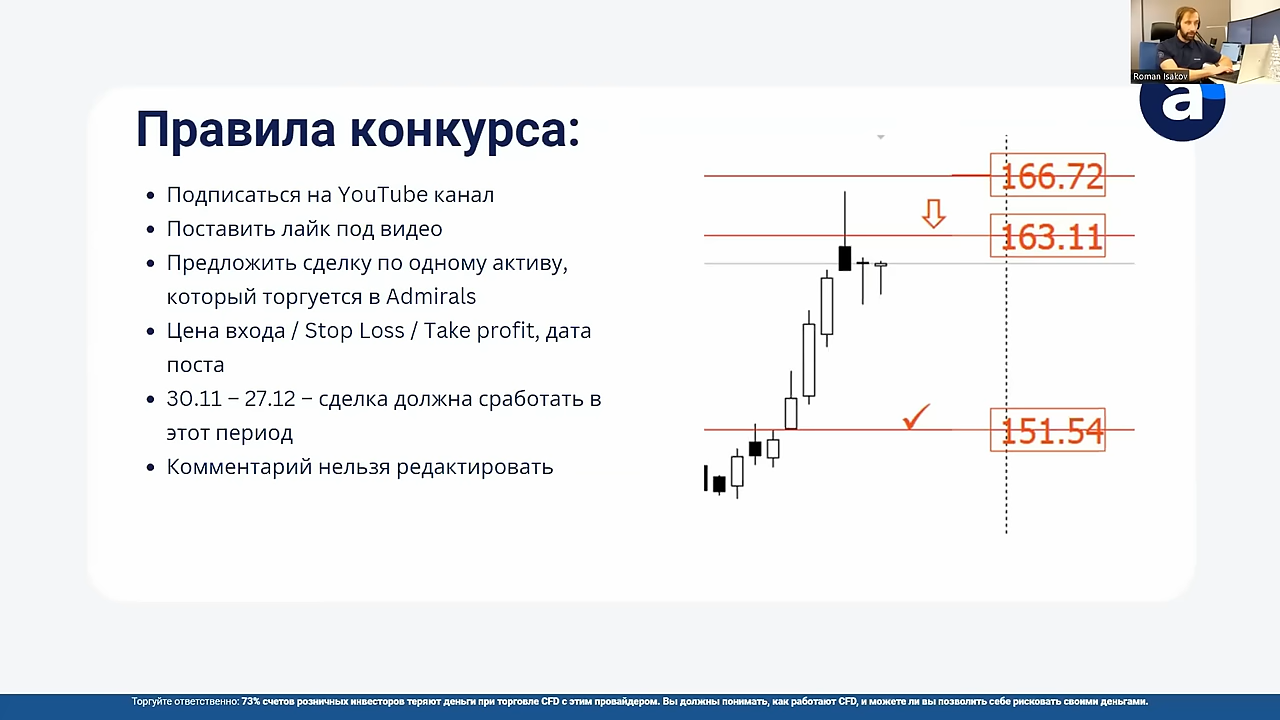 Roman Isakov
a
Правила конкурса:
Подписаться на YouTube канал
Поставить лайк под видео
Предложить сделку по одному активу,
который торгуется в Admirals
Цена входа / Stop Loss / Take profit, дата
поста
30.11 – 27.12 – сделка должна сработать в
этот период
Комментарий нельзя редактировать
166.72
163.11
151.54
Торгуйте ответственно: 73% счетов розничных инвесторов теряют деньги при торговле CFD с этим провайдером. Вы должны понимать, как работают CFD, и можете ли вы позволить себе рисковать своими деньгами.